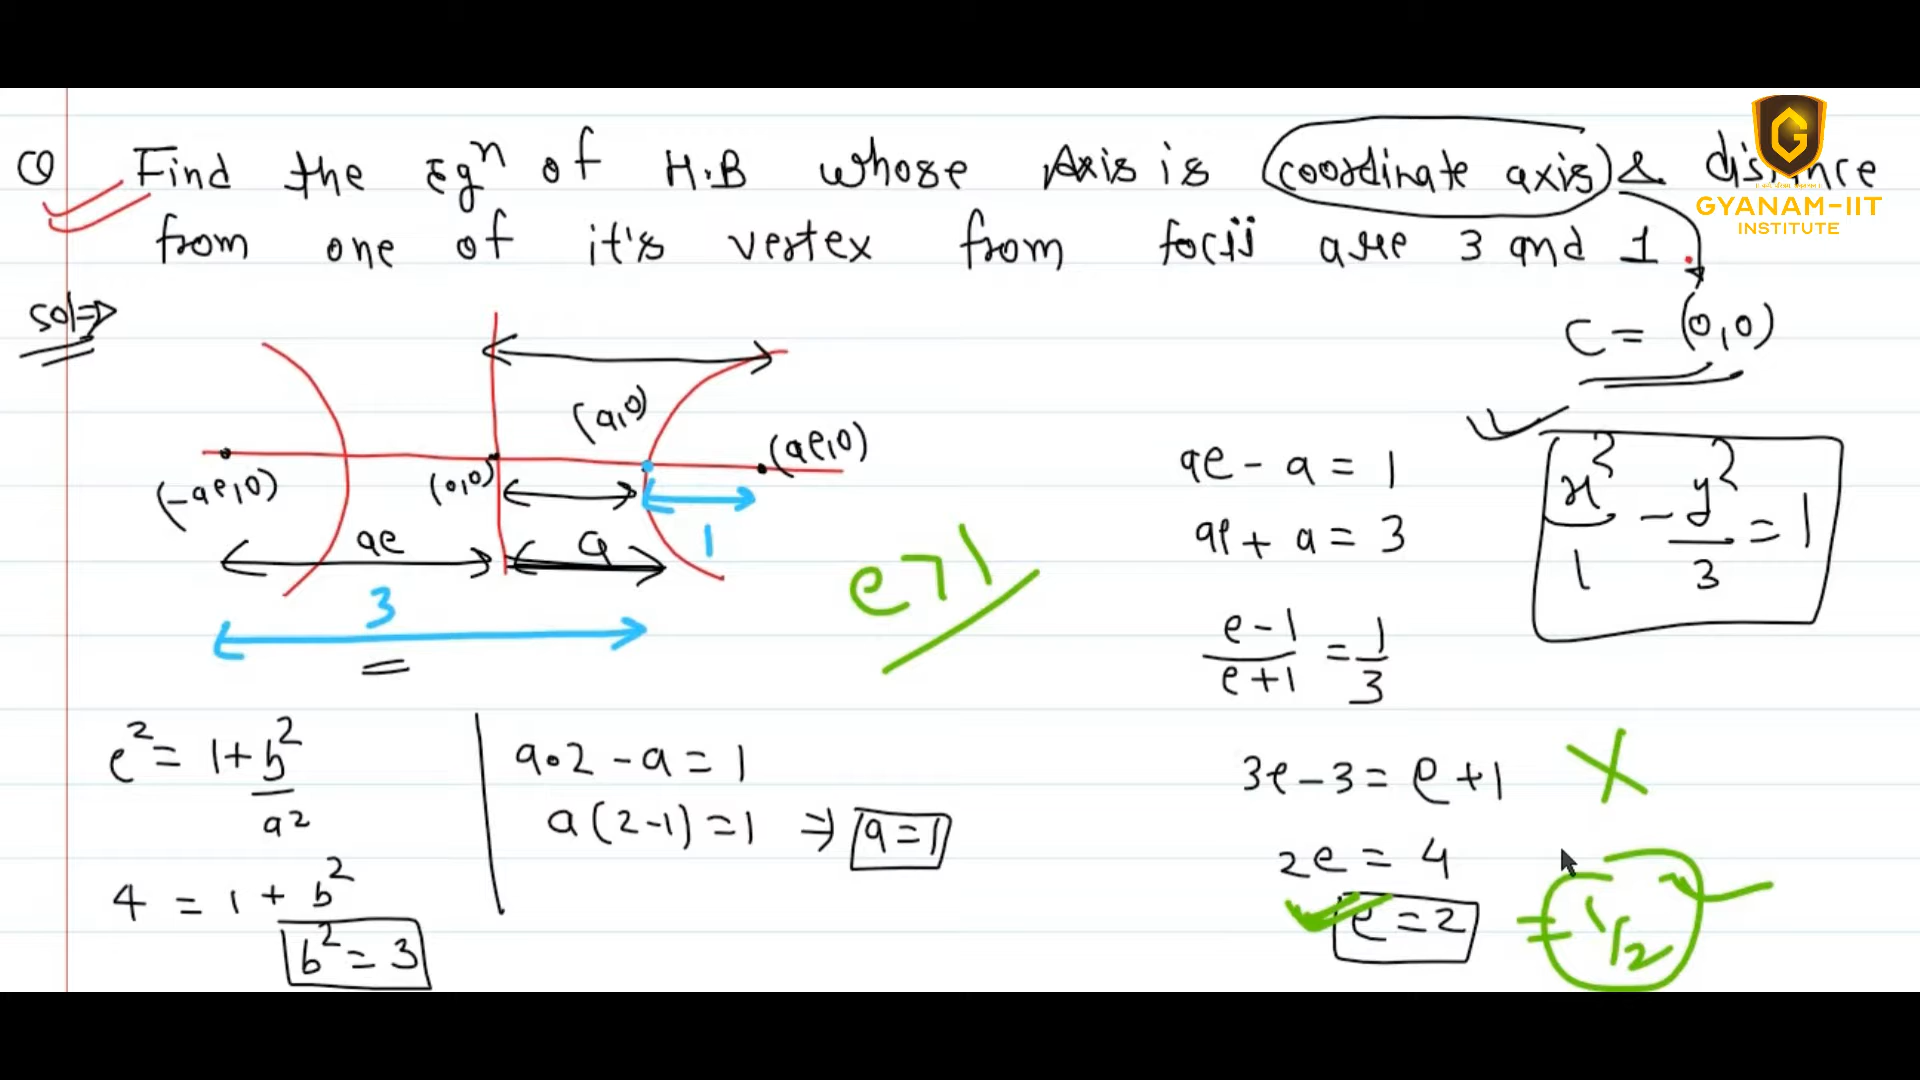 Q Find the Eqⁿ of H.B whose Axis is coordinate axis & distance
from one of it's vertex from focii are 3 and 1.
GYANAM-IIT
INSTITUTE
sol⇒
C = (0,0)
(a,0)
(ae,0)
(-ae,0)
(0,0)
ae
a
1
3
e>1
ae - a = 1
ae + a = 3
x²/1 - y²/3 = 1
e-1/e+1 = 1/3
3e-3 = e+1
2e = 4
e = 2
= 1/2
e² = 1+b²/a²
4 = 1 + b²
b² = 3
a·2 - a = 1
a(2-1) = 1 ⇒ a = 1